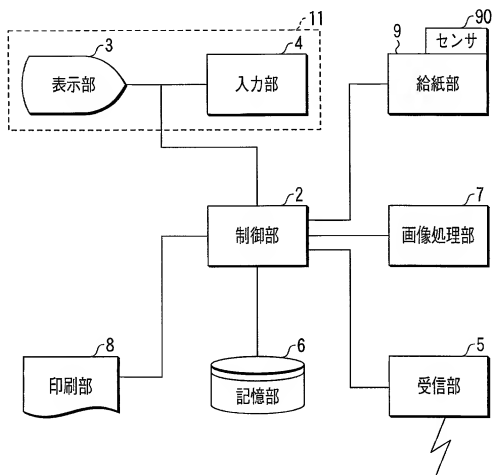 11
90
3
4
9
センサ
表示部
入力部
給紙部
2
7
制御部
画像処理部
8
6
5
印刷部
記憶部
受信部